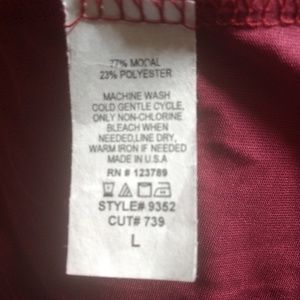 77% MODAL
23% POLYESTER
MACHINE WASH
COLD GENTLE CYCLE,
ONLY NON-CHLORINE
BLEACH WHEN
NEEDED,LINE DRY,
WARM IRON IF NEEDED
MADE IN U.S.A
RN # 123789
STYLE# 9352
CUT# 739
L